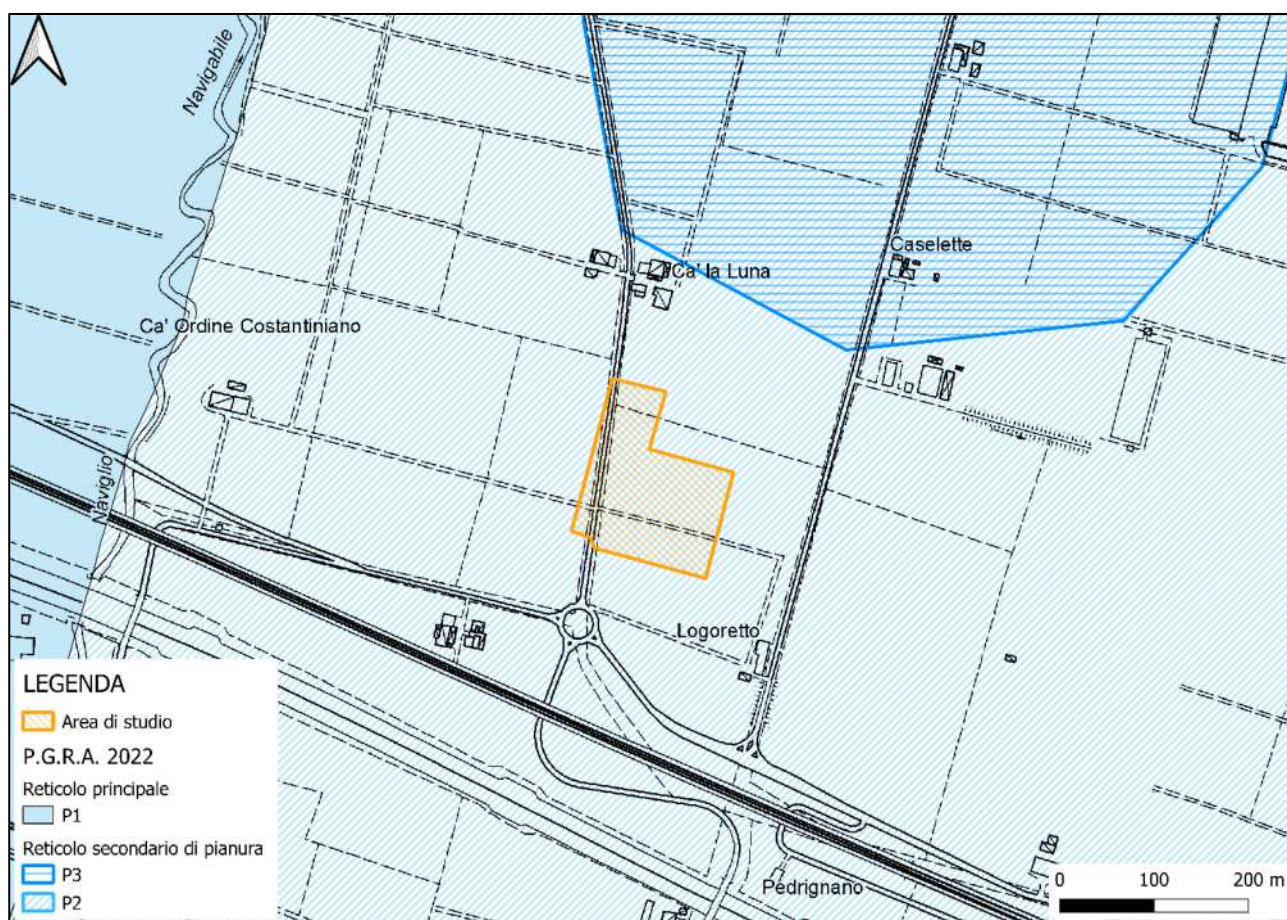 Navigabile
Caselette
Ca' la Luna
Ca' Ordine Costantiniano
Naviglio
Logoretto
Pedrignano
LEGENDA
Area di studio
P.G.R.A. 2022
Reticolo principale
P1
Reticolo secondario di pianura
P3
P2
0 100 200 m